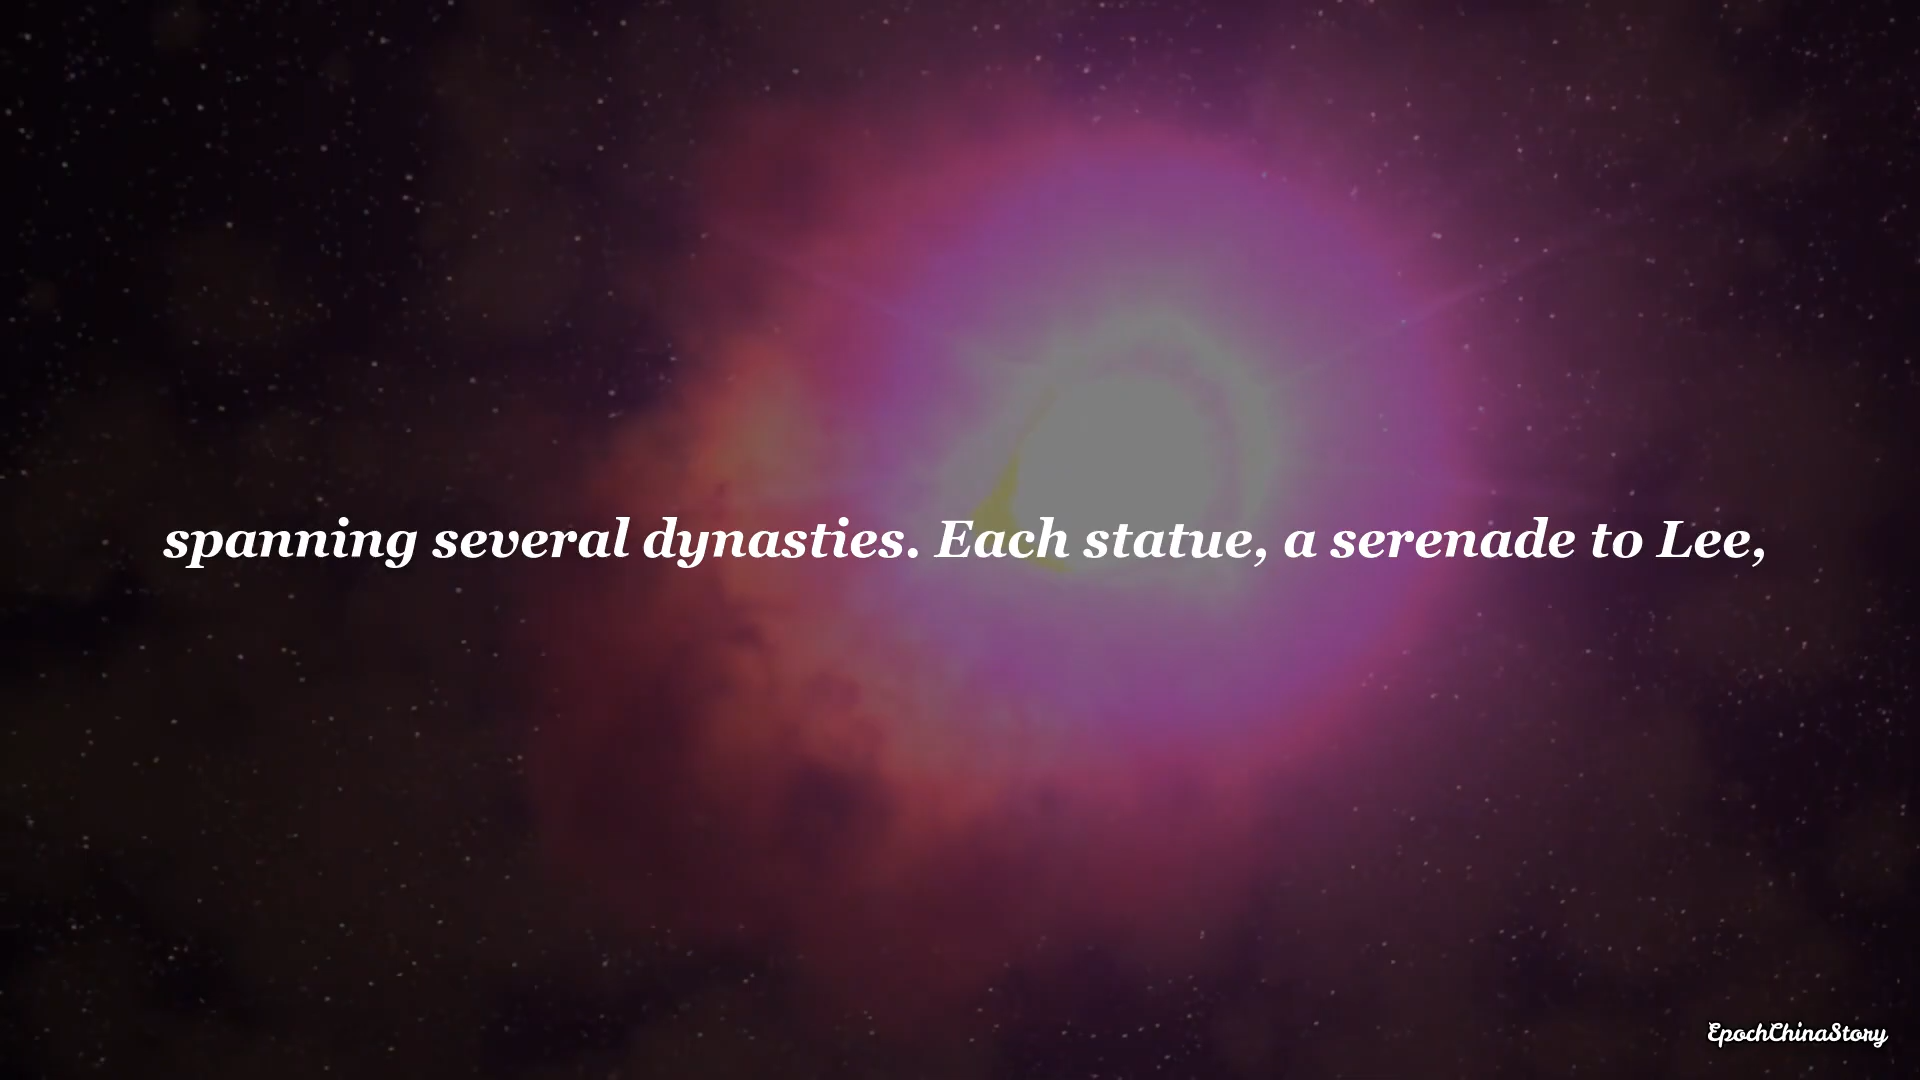 spanning several dynasties. Each statue, a serenade to Lee,
EpochChinaStory